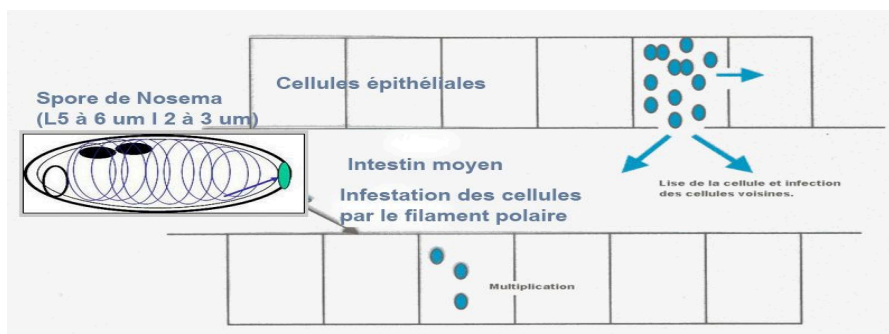 Cellules épithéliales
Spore de Nosema
(L5 à 6 um l 2 à 3 um)
Intestin moyen
Infestation des cellules
par le filament polaire
Lise de la cellule et infection
des cellules voisines.
Multiplication